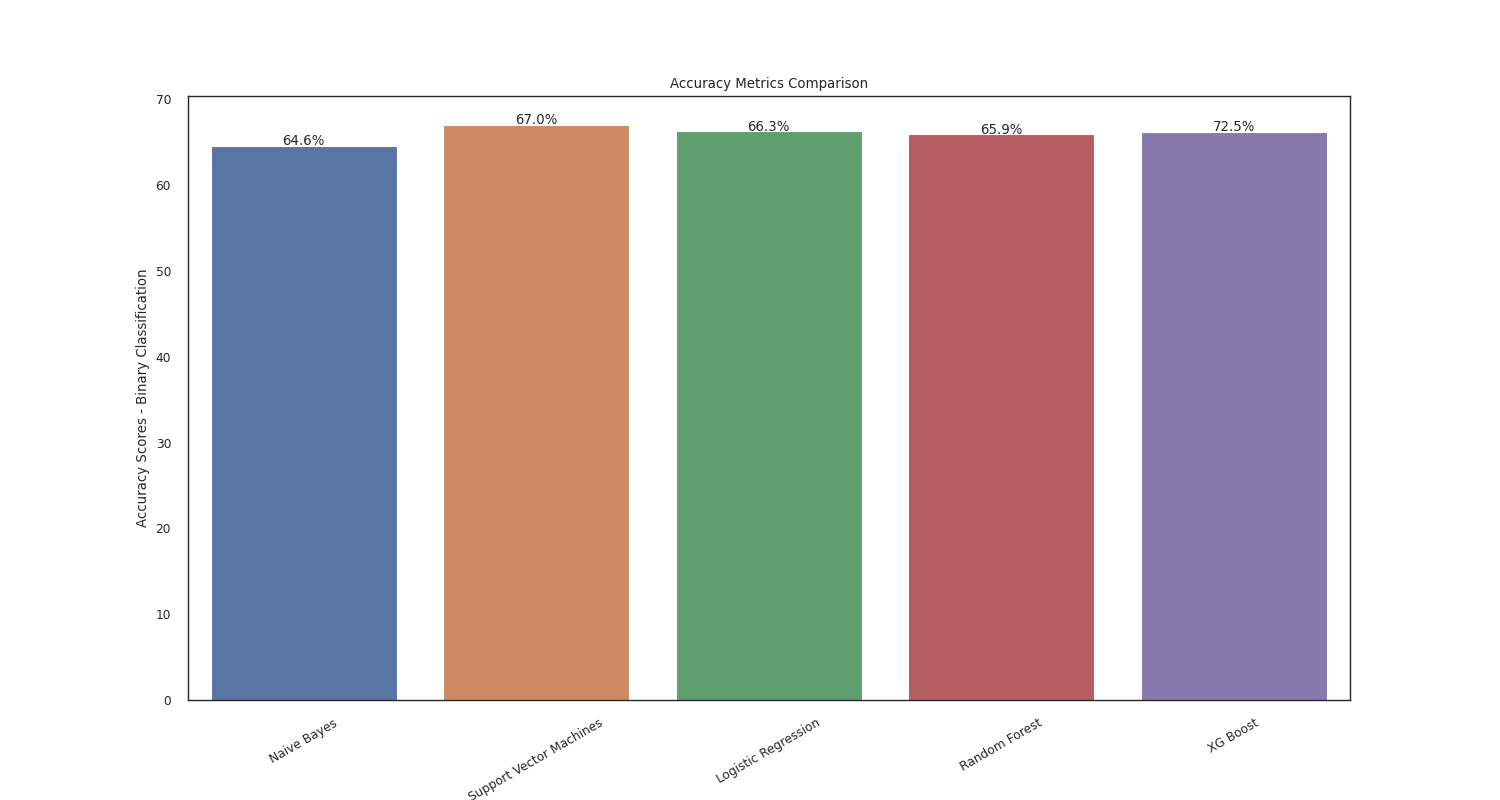 Accuracy Metrics Comparison
70
60
50
40
30
20
10
0
Accuracy Scores - Binary Classification
64.6%
67.0%
66.3%
65.9%
72.5%
Naive Bayes
Support Vector Machines
Logistic Regression
Random Forest
XG Boost